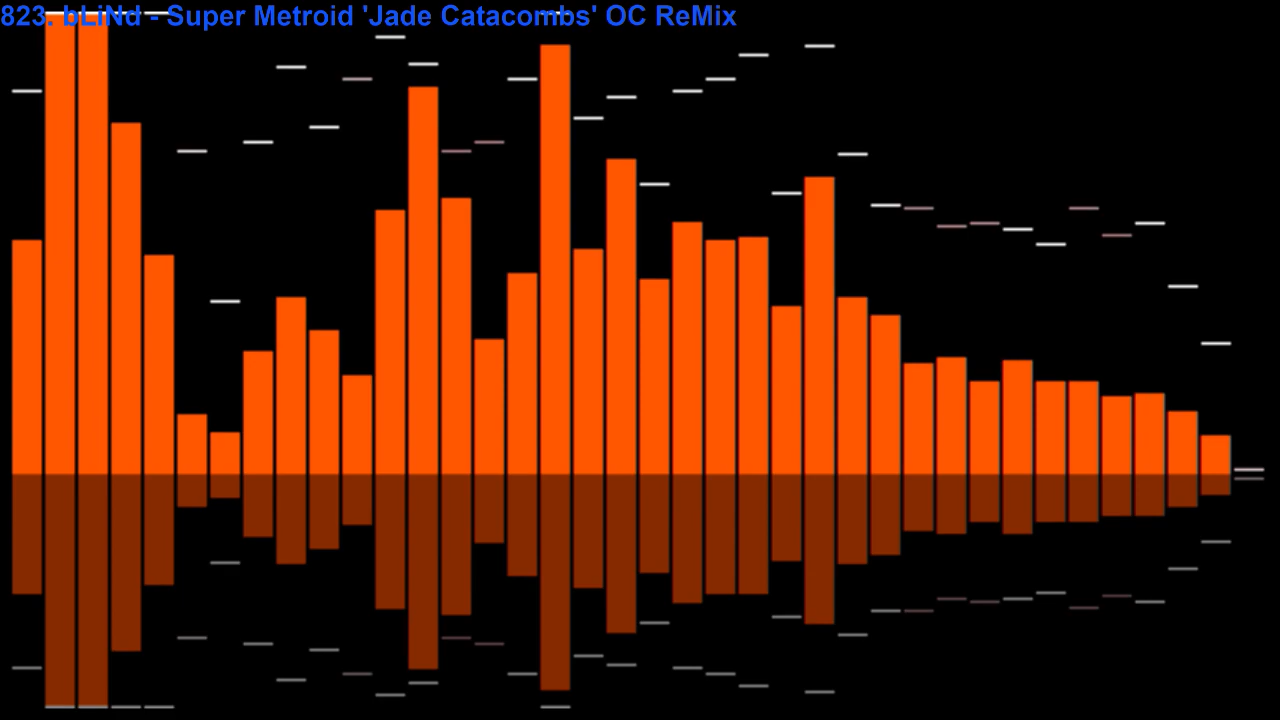 823. bLiNd - Super Metroid 'Jade Catacombs' OC ReMix